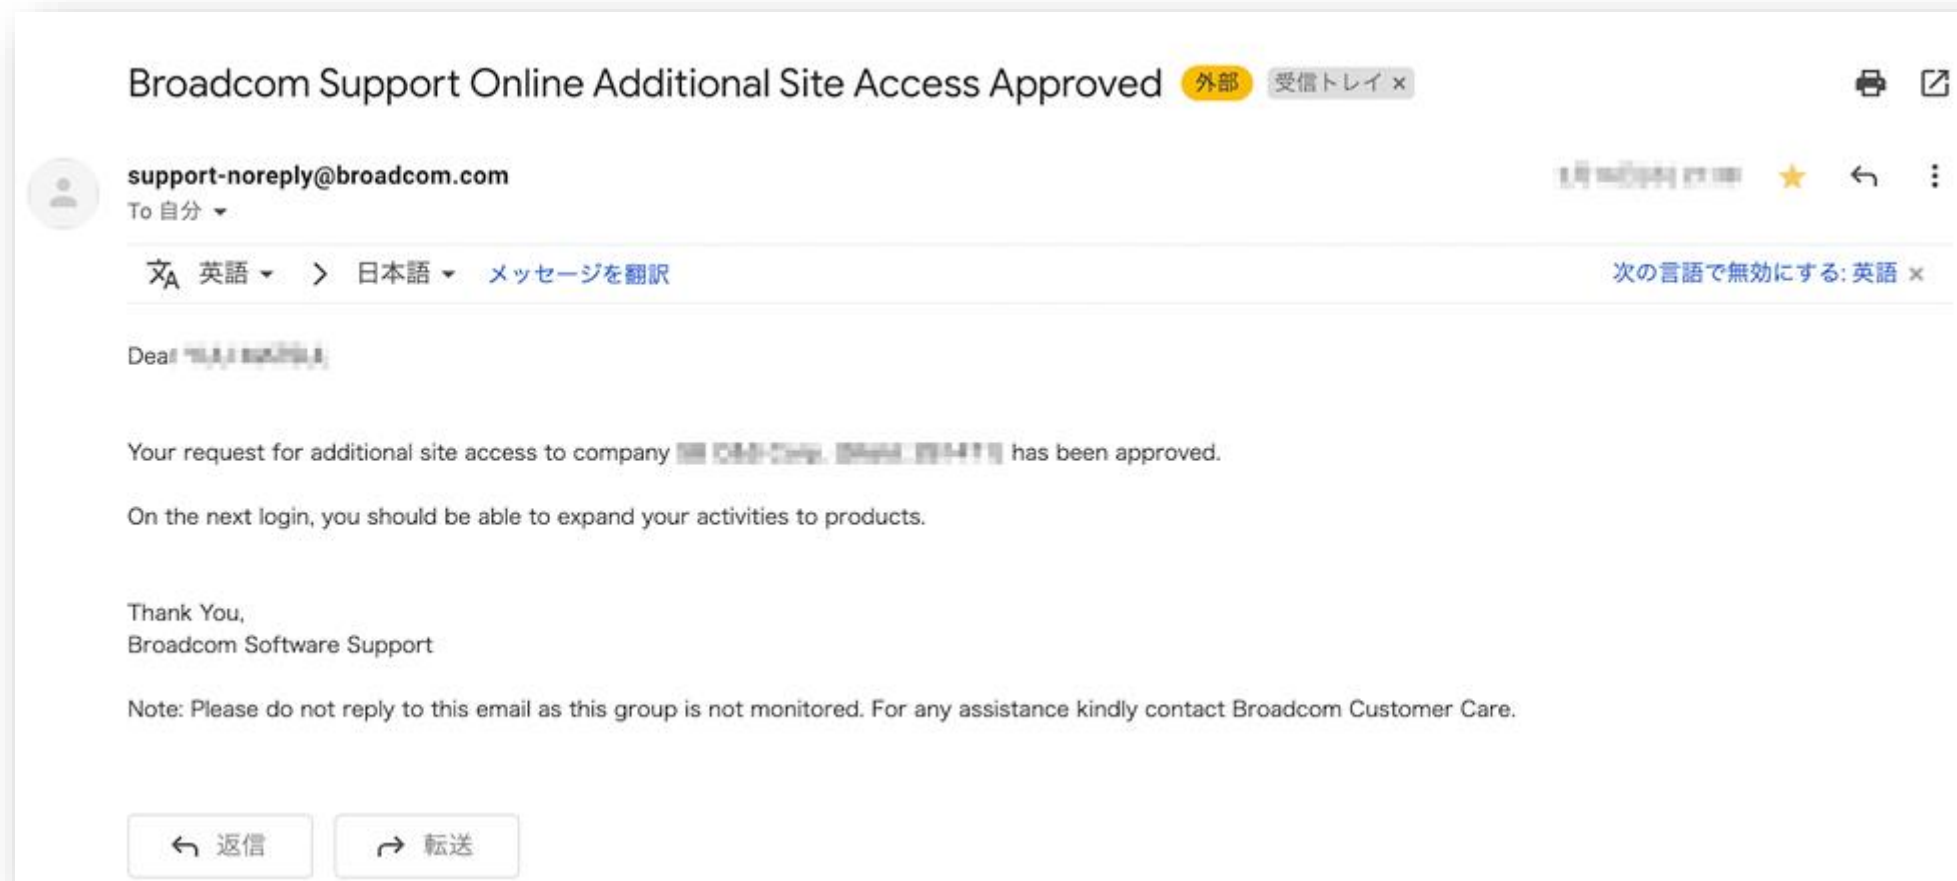 Broadcom Support Online Additional Site Access Approved 外部 受信トレイ ×
support-noreply@broadcom.com
To 自分
英語 > 日本語 メッセージを翻訳 次の言語で無効にする: 英語 ×
Dear
Your request for additional site access to company has been approved.
On the next login, you should be able to expand your activities to products.
Thank You,
Broadcom Software Support
Note: Please do not reply to this email as this group is not monitored. For any assistance kindly contact Broadcom Customer Care.
返信 転送